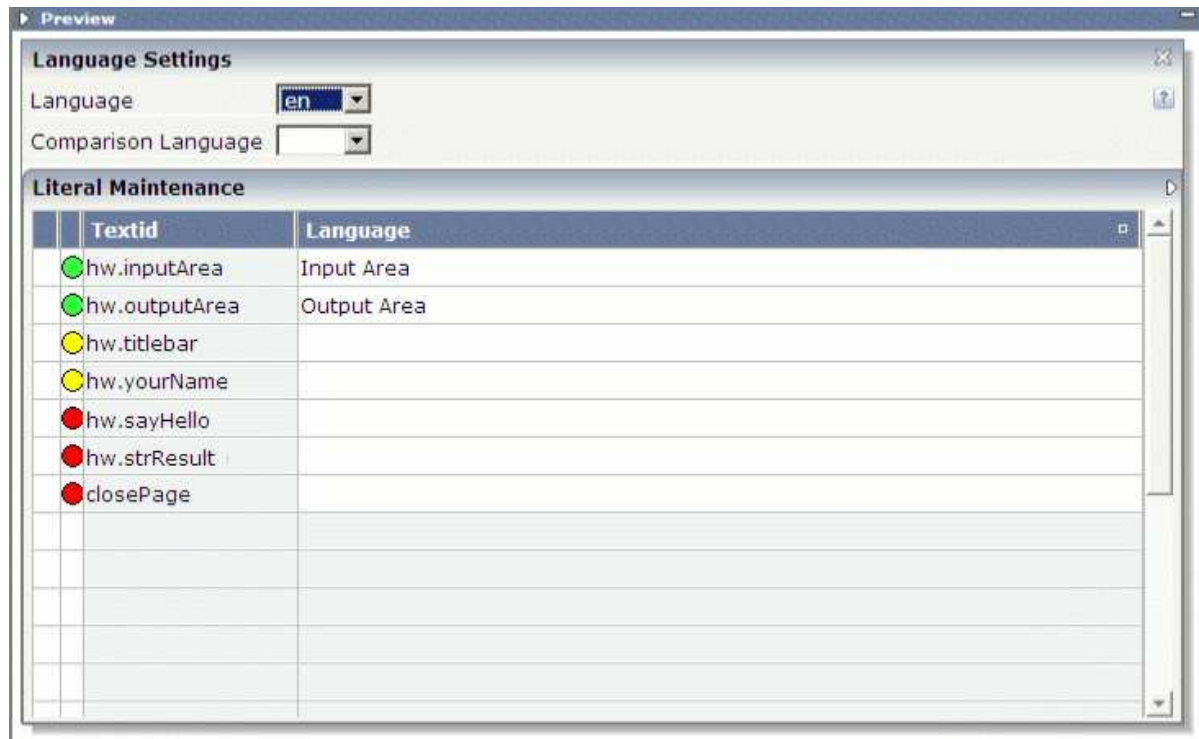 Preview
Language Settings
Language en
Comparison Language
Literal Maintenance
Textid Language
hw.inputArea Input Area
hw.outputArea Output Area
hw.titlebar
hw.yourName
hw.sayHello
hw.strResult
closePage